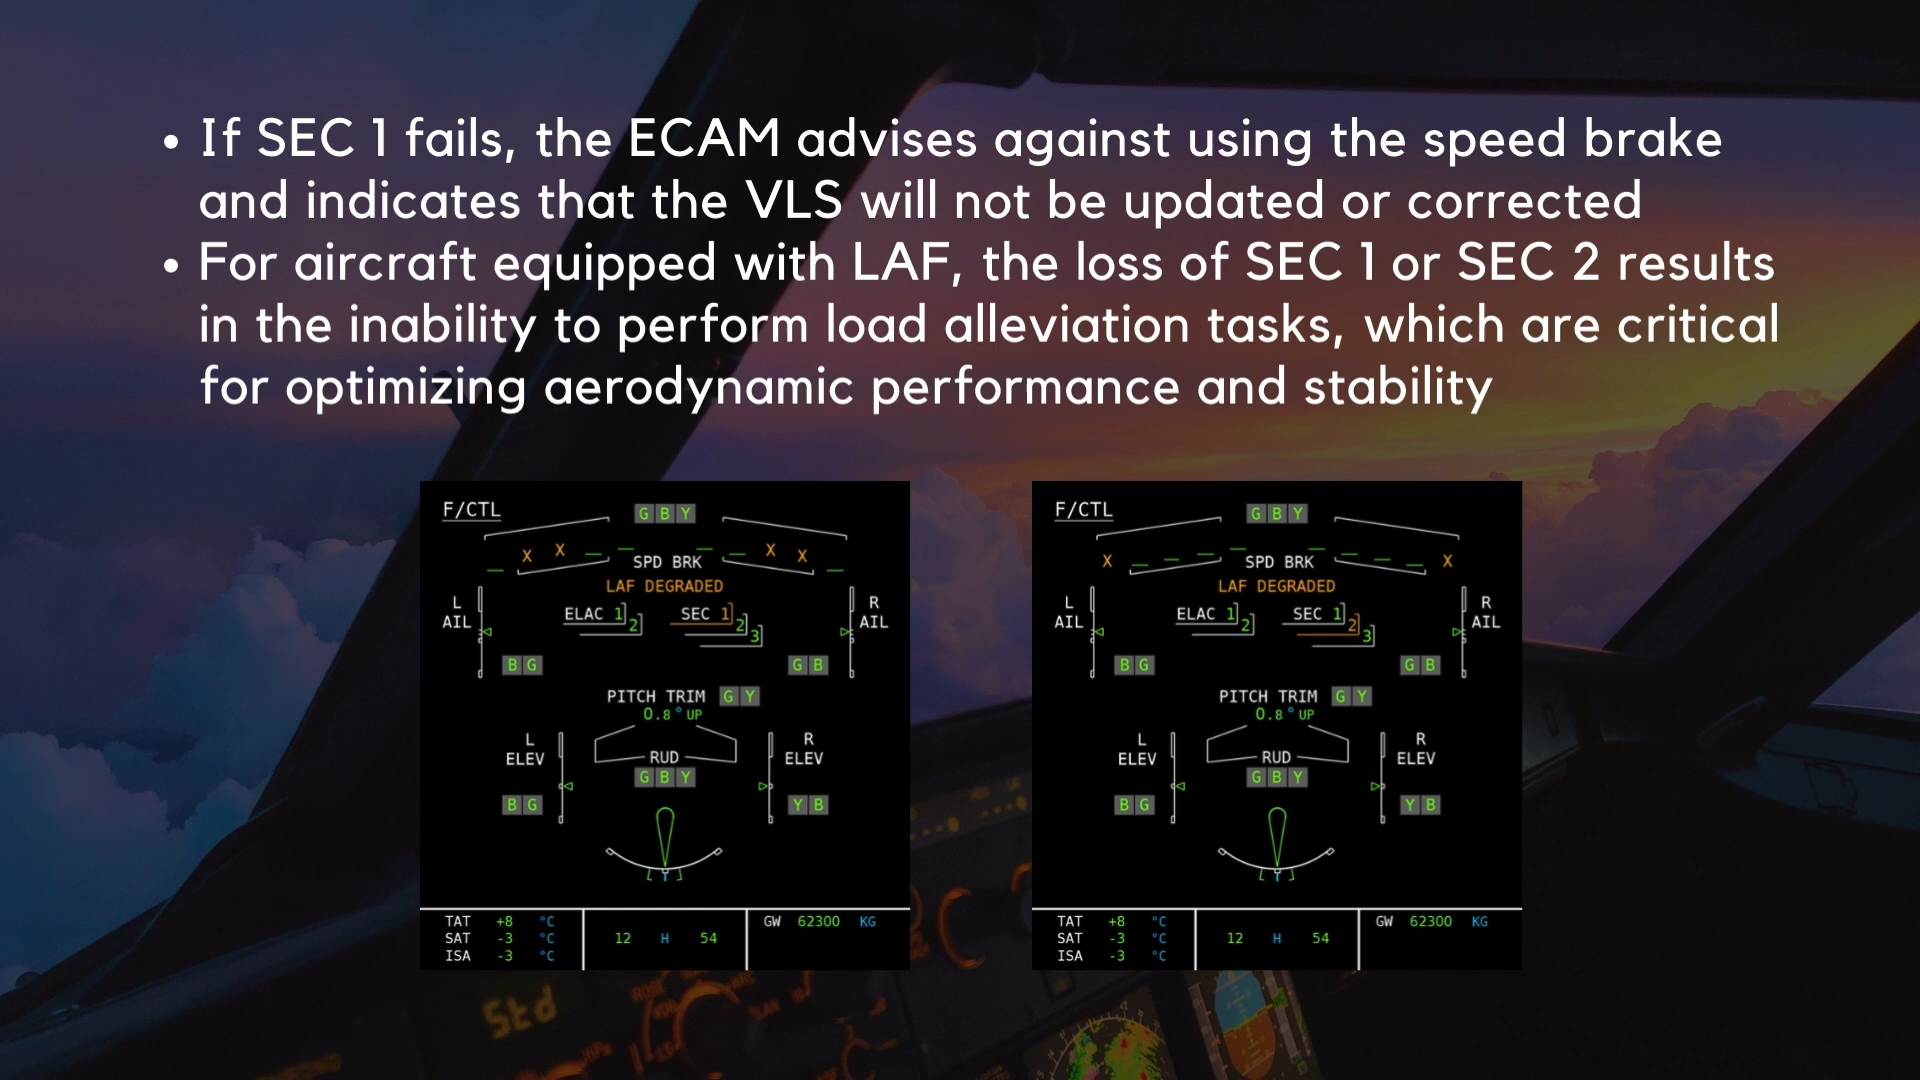 • If SEC 1 fails, the ECAM advises against using the speed brake
and indicates that the VLS will not be updated or corrected
• For aircraft equipped with LAF, the loss of SEC 1 or SEC 2 results
in the inability to perform load alleviation tasks, which are critical
for optimizing aerodynamic performance and stability
F/CTL
G B Y
X X X X
SPD BRK
LAF DEGRADED
L
AIL
ELAC 1
2
SEC 1
2
3
R
AIL
B G
G B
PITCH TRIM G Y
0.8° UP
L
ELEV
RUD
G B Y
R
ELEV
B G
Y B
TAT +8 °C
SAT -3 °C
ISA -3 °C
12 H 54
GW 62300 KG
F/CTL
G B Y
X X
SPD BRK
LAF DEGRADED
L
AIL
ELAC 1
2
SEC 1
2
3
R
AIL
B G
G B
PITCH TRIM G Y
0.8° UP
L
ELEV
RUD
G B Y
R
ELEV
B G
Y B
TAT +8 °C
SAT -3 °C
ISA -3 °C
12 H 54
GW 62300 KG
Std